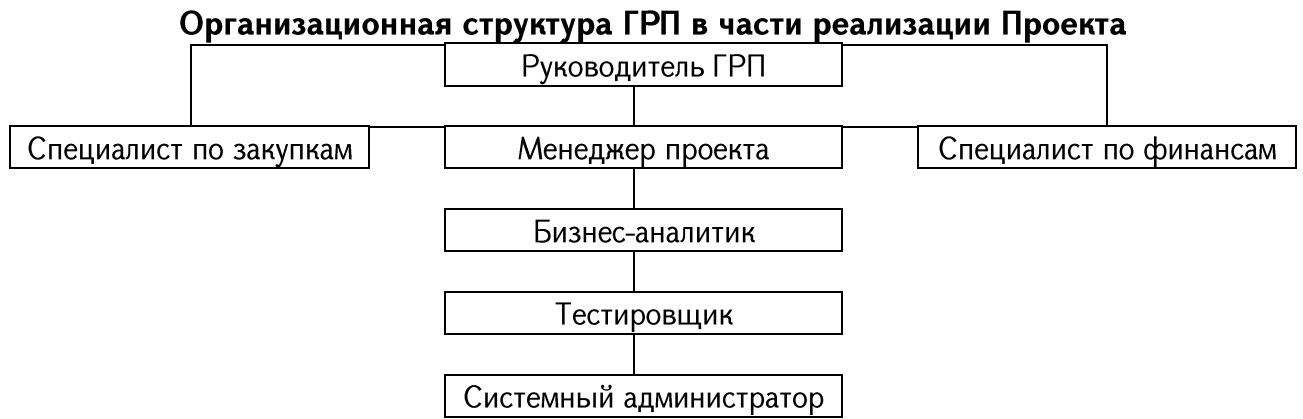 Организационная структура ГРП в части реализации Проекта
Руководитель ГРП
Специалист по закупкам
Менеджер проекта
Специалист по финансам
Бизнес-аналитик
Тестировщик
Системный администратор